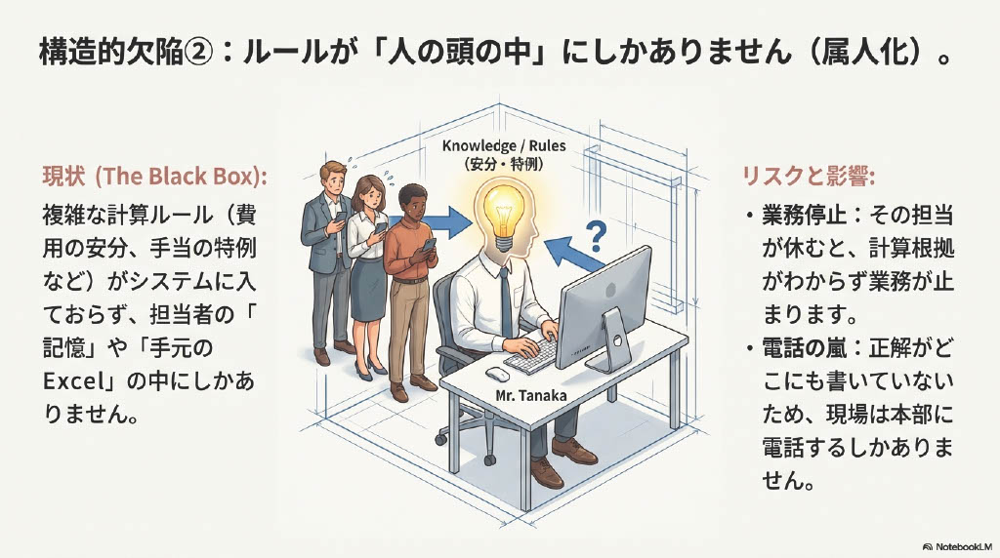 構造的欠陥②：ルールが「人の頭の中」にしかありません（属人化）。
現状 (The Black Box):
複雑な計算ルール（費
用の安分、手当の特例
など）がシステムに入
ておらず、担当者の「
記憶」や「手元の
Excel」の中にしかあ
りません。
Knowledge / Rules
（安分・特例）
?
Mr. Tanaka
リスクと影響:
・業務停止：その担当
が休むと、計算根拠
がわからず業務が止
まります。
・電話の嵐：正解がど
こにも書いていない
ため、現場は本部に
電話するしかありま
せん。
NotebookLM